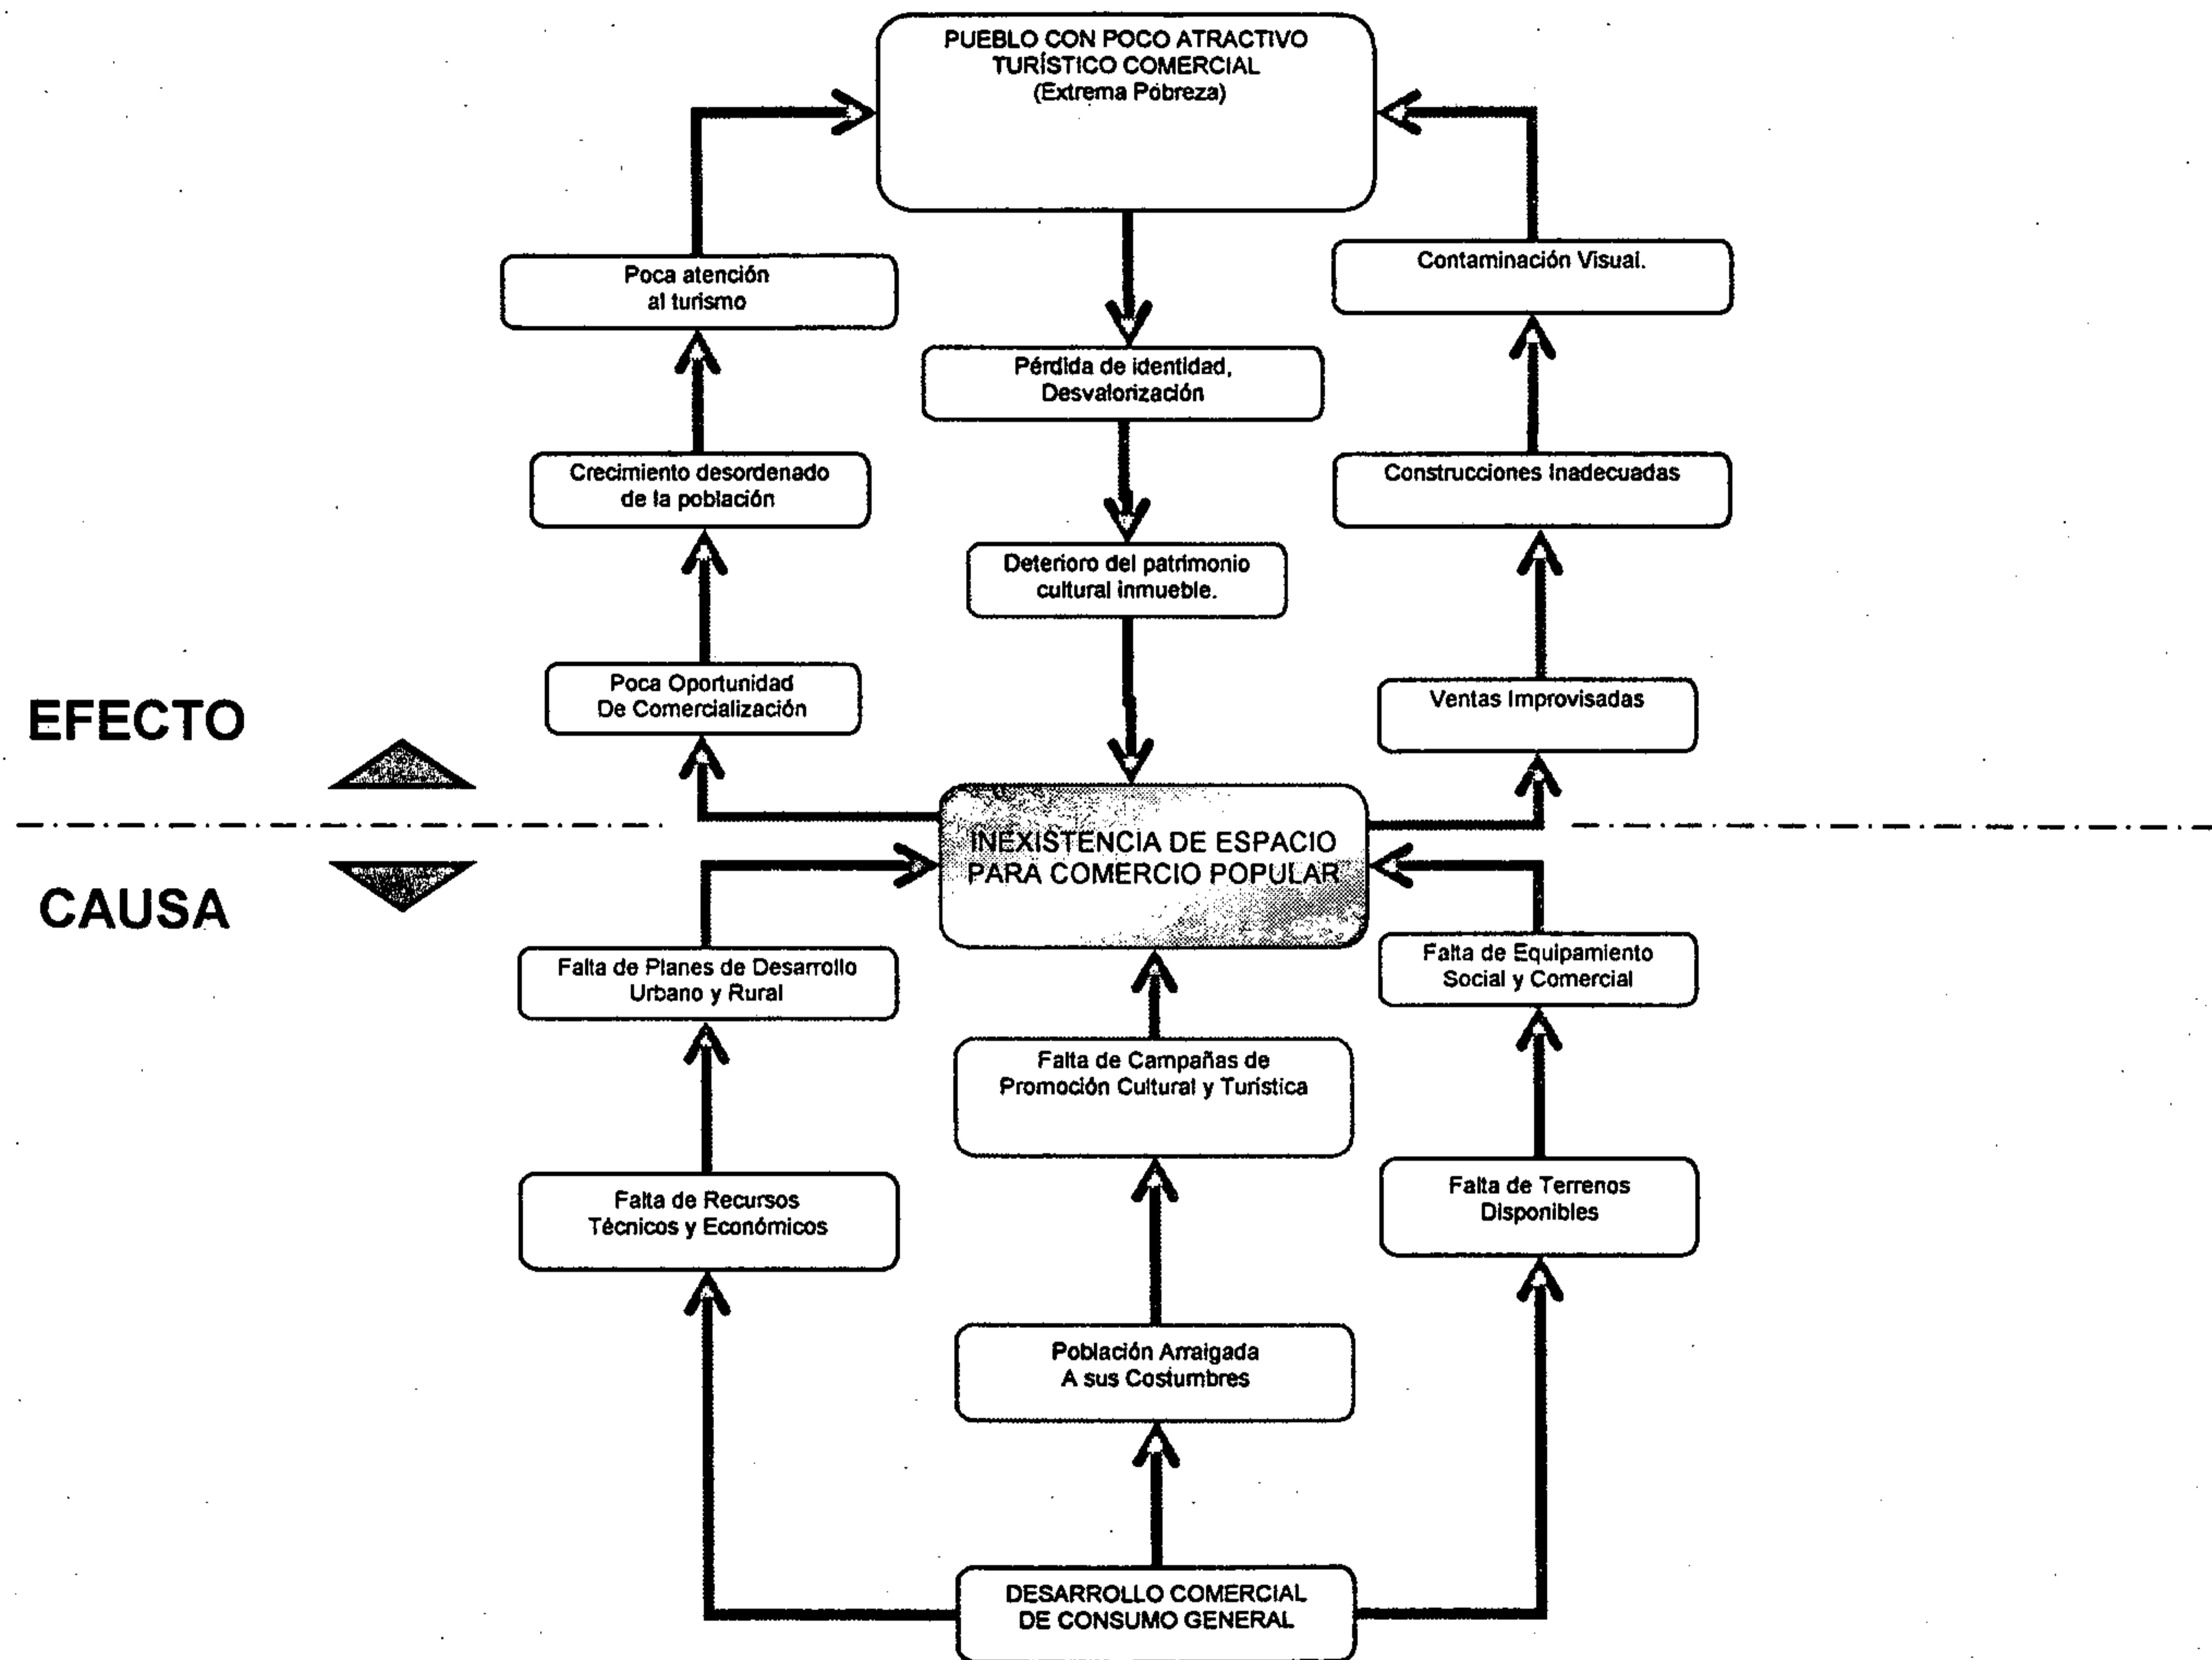 PUEBLO CON POCO ATRACTIVO
TURÍSTICO COMERCIAL
(Extrema Póbreza)
Poca atención
al turismo
Contaminación Visual.
Pérdida de identidad,
Desvalorización
Crecimiento desordenado
de la población
Construcciones Inadecuadas
Deterioro del patrimonio
cultural inmueble.
Poca Oportunidad
De Comercialización
Ventas Improvisadas
EFECTO
INEXISTENCIA DE ESPACIO
PARA COMERCIO POPULAR
CAUSA
Falta de Planes de Desarrollo
Urbano y Rural
Falta de Equipamiento
Social y Comercial
Falta de Campañas de
Promoción Cultural y Turística
Falta de Recursos
Técnicos y Económicos
Falta de Terrenos
Disponibles
Población Arraigada
A sus Costumbres
DESARROLLO COMERCIAL
DE CONSUMO GENERAL